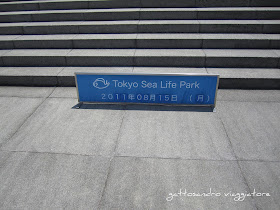 Tokyo Sea Life Park
2011年08月15日 (月)
gattosandro viaggiatore